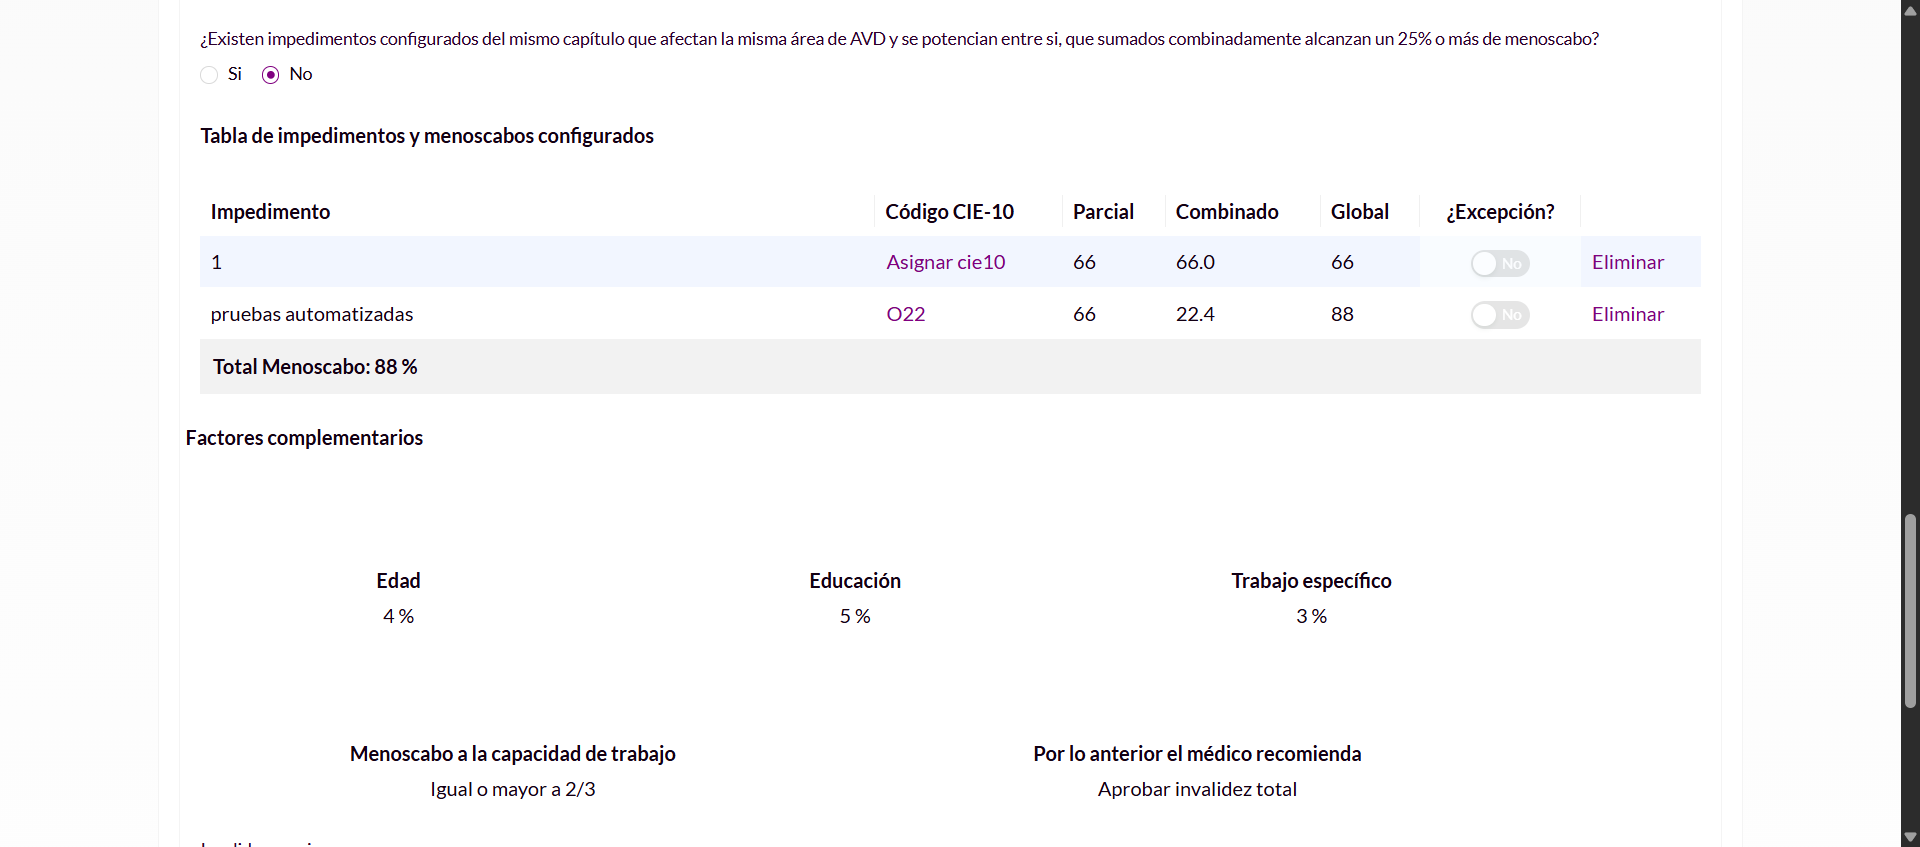 ¿Existen impedimentos configurados del mismo capítulo que afectan la misma área de AVD y se potencian entre si, que sumados combinadamente alcanzan un 25% o más de menoscabo?
Si No
Tabla de impedimentos y menoscabos configurados
Impedimento Código CIE-10 Parcial Combinado Global ¿Excepción?
1 Asignar cie10 66 66.0 66 No Eliminar
pruebas automatizadas O22 66 22.4 88 No Eliminar
Total Menoscabo: 88 %
Factores complementarios
Edad Educación Trabajo específico
4 % 5 % 3 %
Menoscabo a la capacidad de trabajo Por lo anterior el médico recomienda
Igual o mayor a 2/3 Aprobar invalidez total